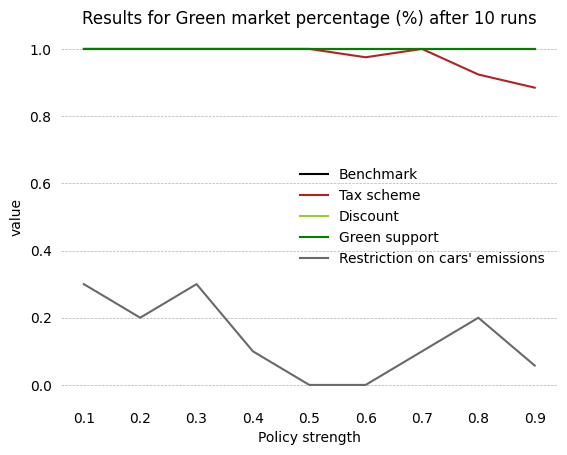 Results for Green market percentage (%) after 10 runs
1.0
0.8
0.6
0.4
0.2
0.0
value
Benchmark
Tax scheme
Discount
Green support
Restriction on cars' emissions
0.1 0.2 0.3 0.4 0.5 0.6 0.7 0.8 0.9
Policy strength